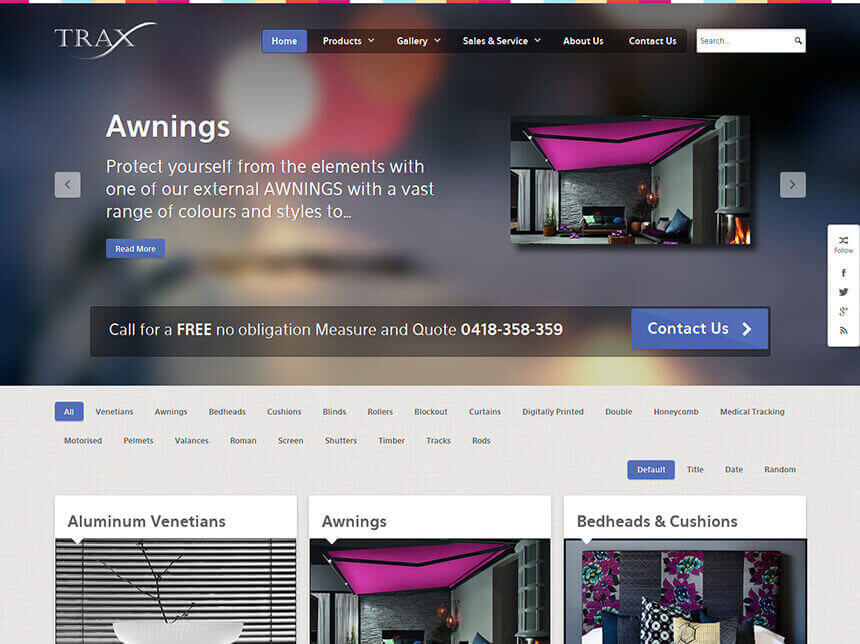 TRAX
Home Products Gallery Sales & Service About Us Contact Us Search...
Awnings
Protect yourself from the elements with
one of our external AWNINGS with a vast
range of colours and styles to...
Read More
Follow
Call for a FREE no obligation Measure and Quote 0418-358-359 Contact Us
All Venetians Awnings Bedheads Cushions Blinds Rollers Blockout Curtains Digitally Printed Double Honeycomb Medical Tracking
Motorised Pelmets Valances Roman Screen Shutters Timber Tracks Rods
Default Title Date Random
Aluminum Venetians
Awnings
Bedheads & Cushions